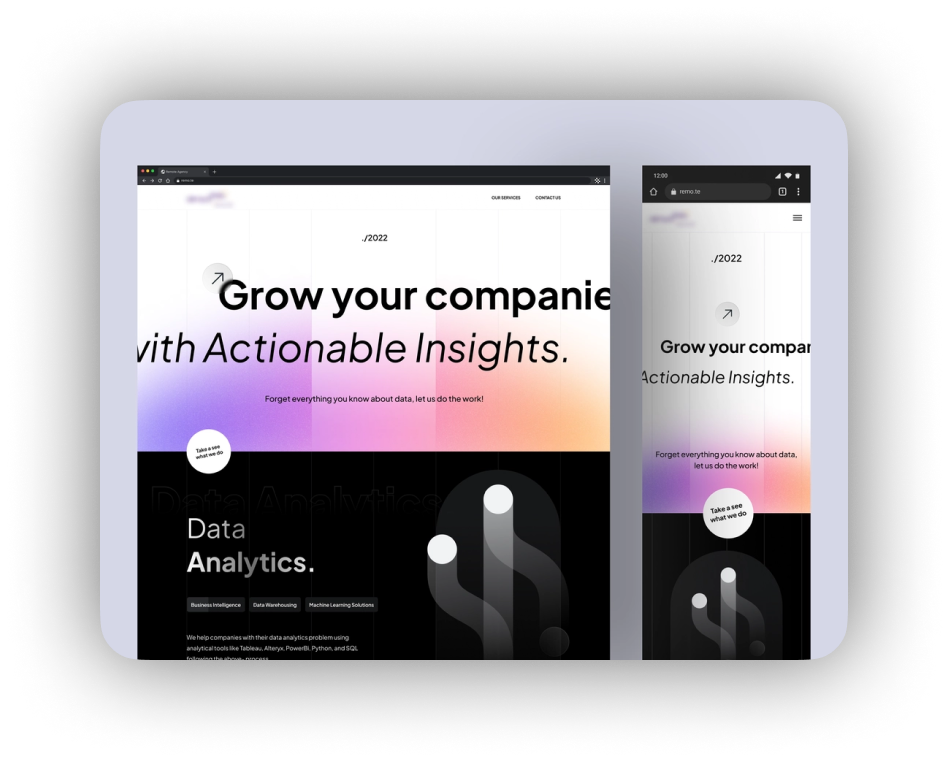 remo.te
OUR SERVICES
CONTACT US
./2022
Grow your companie
with Actionable Insights.
Forget everything you know about data, let us do the work!
Take a see
what we do
Data Analytics
Data
Analytics.
Business Intelligence
Data Warehousing
Machine Learning Solutions
We help companies with their data analytics problem using
analytical tools like Tableau, Alteryx, PowerBi, Python, and SQL
following the above- process
12:00
remo.te
./2022
Grow your compar
Actionable Insights.
Forget everything you know about data,
let us do the work!
Take a see
what we do